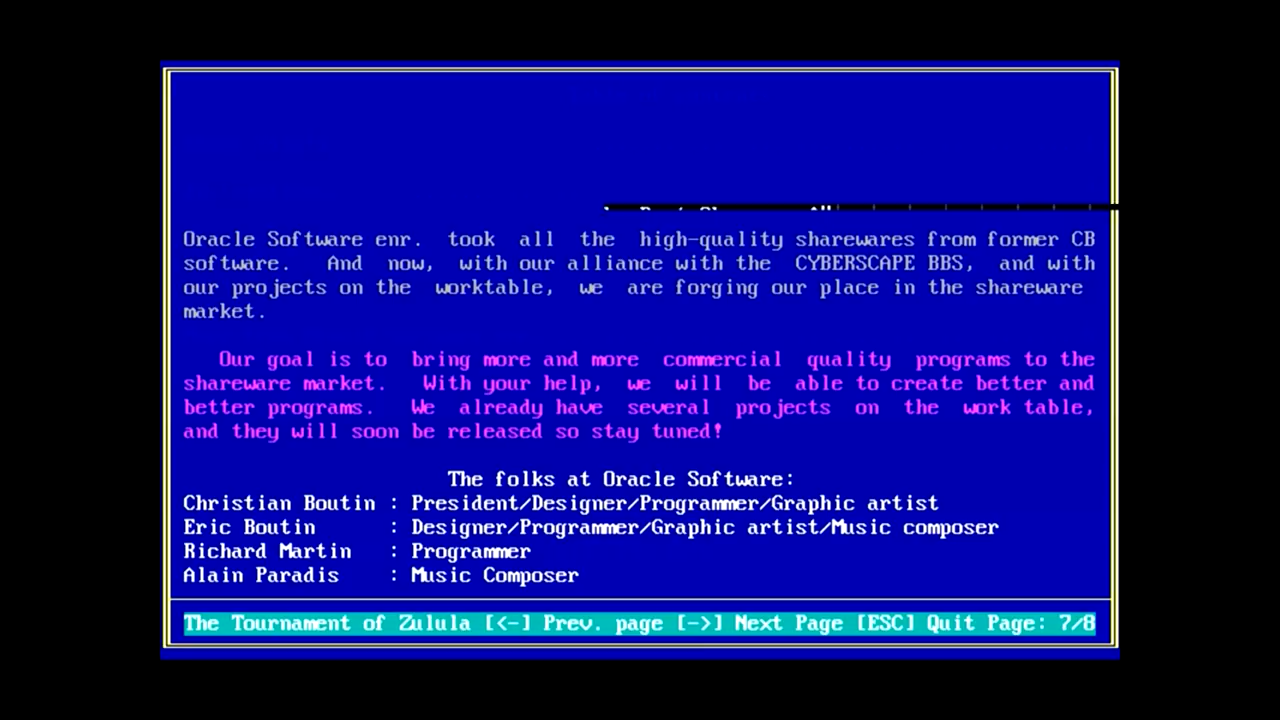 Oracle Software enr. took all the high-quality sharewares from former CB
software. And now, with our alliance with the CYBERSCAPE BBS, and with
our projects on the worktable, we are forging our place in the shareware
market.
Our goal is to bring more and more commercial quality programs to the
shareware market. With your help, we will be able to create better and
better programs. We already have several projects on the work table,
and they will soon be released so stay tuned!
The folks at Oracle Software:
Christian Boutin : President/Designer/Programmer/Graphic artist
Eric Boutin : Designer/Programmer/Graphic artist/Music composer
Richard Martin : Programmer
Alain Paradis : Music Composer
The Tournament of Zulula [<-] Prev. page [->] Next Page [ESC] Quit Page: 7/8